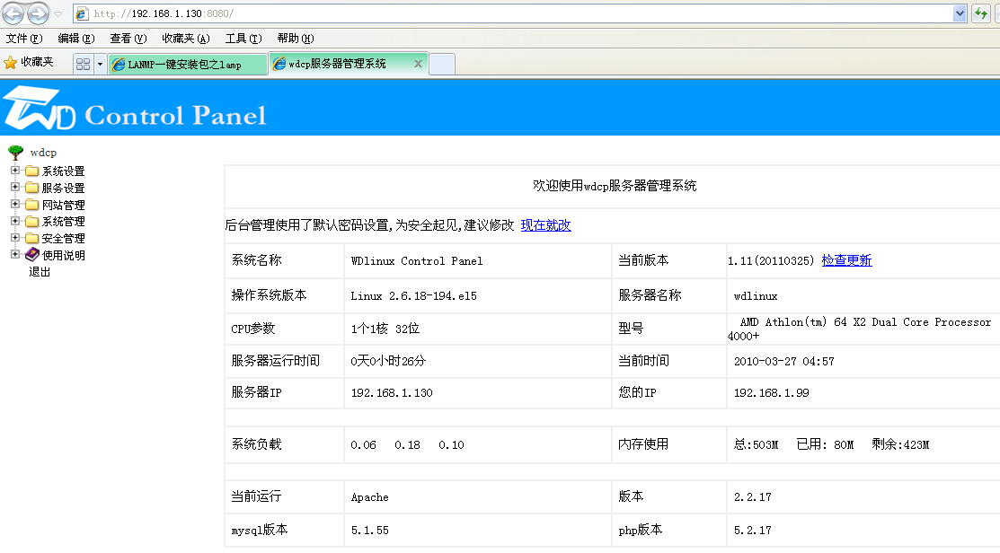 http://192.168.1.130:8080/
文件(F) 编辑(E) 查看(V) 收藏夹(A) 工具(T) 帮助(H)
收藏夹 LANMP一键安装包之lamp wdcp服务器管理系统
WD Control Panel
wdcp
系统设置
服务设置
网站管理
系统管理
安全管理
使用说明
退出
欢迎使用wdcp服务器管理系统
后台管理使用了默认密码设置,为安全起见,建议修改 现在就改
系统名称 WDlinux Control Panel 当前版本 1.11(20110325) 检查更新
操作系统版本 Linux 2.6.18-194.el5 服务器名称 wdlinux
CPU参数 1个1核 32位 型号 AMD Athlon(tm) 64 X2 Dual Core Processor
4000+
服务器运行时间 0天0小时26分 当前时间 2010-03-27 04:57
服务器IP 192.168.1.130 您的IP 192.168.1.99
系统负载 0.06 0.18 0.10 内存使用 总:503M 已用: 80M 剩余:423M
当前运行 Apache 版本 2.2.17
mysql版本 5.1.55 php版本 5.2.17